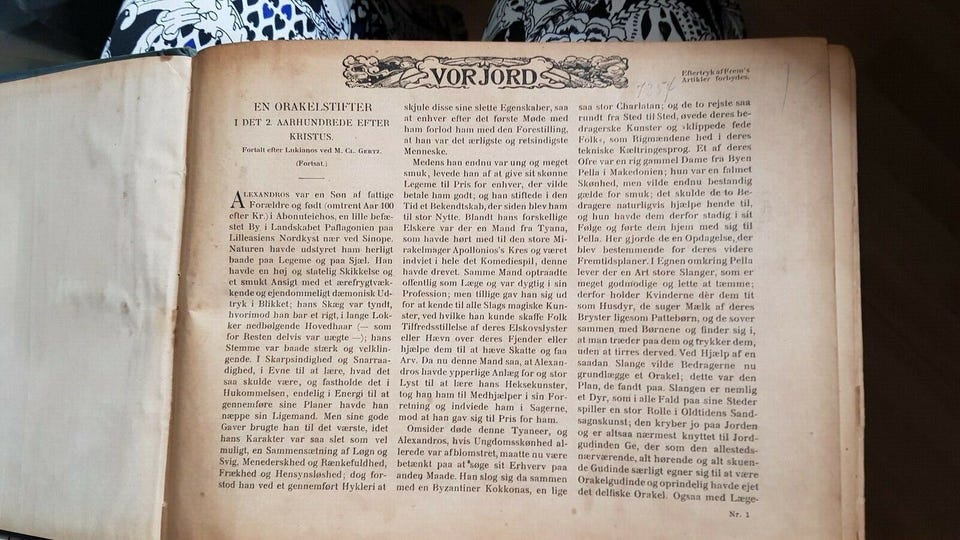 VOR JORD
Eftertryk af Frem's
Artikler forbydes.
EN ORAKELSTIFTER
I DET 2. AARHUNDREDE EFTER
KRISTUS.
Fortalt efter Lukianos ved M. CL. GERTZ.
(Fortsat.)
ALEXANDROS var en Søn af fattige
Forældre og født (omtrent Aar 100
efter Kr.) i Abonuteichos, en lille befæ-
stet By i Landskabet Paflagonien paa
Lilleasiens Nordkyst nær ved Sinope.
Naturen havde udstyret ham herligt
baade paa Legeme og paa Sjæl. Han
havde en høj og statelig Skikkelse og
et smukt Ansigt med et ærefrygtvæk-
kende og ejendommeligt dæmonisk Ud-
tryk i Blikket; hans Skæg var tyndt,
hvorimod han bar et rigt, i lange Lok-
ker nedbølgende Hovedhaar (— som
for Resten delvis var uægte —); hans
Stemme var baade stærk og velklin-
gende. I Skarpsindighed og Snarraa-
dighed, i Evne til at lære, hvad det
saa skulde være, og fastholde det i
Hukommelsen, endelig i Energi til at
gennemføre sine Planer havde han
næppe sin Ligemand. Men sine gode
Gaver brugte han til det værste, idet
hans Karakter var saa slet som vel
muligt, en Sammensætning af Løgn og
Svig, Menederskhed og Rænkefuldhed,
Frækhed og Hensynsløshed; dog for-
stod han ved et gennemført Hykleri at
skjule disse sine slette Egenskaber, saa
at enhver efter det første Møde med
ham forlod ham med den Forestilling,
at han var det ærligste og retsindigste
Menneske.
Medens han endnu var ung og meget
smuk, levede han af at give sit skønne
Legeme til Pris for enhver, der vilde
betale ham godt; og han stiftede i den
Tid et Bekendtskab, der siden blev ham
til stor Nytte. Blandt hans forskellige
Elskere var der en Mand fra Tyana,
som havde hørt med til den store Mi-
rakelmager Apollonios's Kres og været
indviet i hele det Komediespil, denne
havde drevet. Samme Mand optraadte
offentlig som Læge og var dygtig i sin
Profession; men tillige gav han sig ud
for at kende til alle Slags magiske Kun-
ster, ved hvilke han kunde skaffe Folk
Tilfredsstillelse af deres Elskovslyster
eller Hævn over deres Fjender eller
hjælpe dem til at hæve Skatte og faa
Arv. Da nu denne Mand saa, at Alexan-
dros havde ypperlige Anlæg for og stor
Lyst til at lære hans Heksekunster,
tog han ham til Medhjælper i sin For-
retning og indviede ham i Sagerne,
mod at han gav sig til Pris for ham.
Omsider døde denne Tyaneer, og
Alexandros, hvis Ungdomsskønhed al-
lerede var afblomstret, maatte nu være
betænkt paa at søge sit Erhverv paa
anden Maade. Han slog sig da sammen
med en Byzantiner Kokkonas, en lige
saa stor Charlatan; og de to rejste saa
rundt fra Sted til Sted, øvede deres be-
dragerske Kunster og »klippede fede
Folk«, som Rigmændene hed i deres
tekniske Kæltringesprog. Et af deres
Ofre var en rig gammel Dame fra Byen
Pella i Makedonien; hun var en falmet
Skønhed, men vilde endnu bestandig
gælde for smuk; det skulde de to Be-
dragere naturligvis hjælpe hende til,
og hun havde dem derfor stadig i sit
Følge og førte dem hjem med sig til
Pella. Her gjorde de en Opdagelse, der
blev bestemmende for deres videre
Fremtidsplaner. I Egnen omkring Pella
lever der en Art store Slanger, som er
meget godmodige og lette at tæmme;
derfor holder Kvinderne dèr dem tit
som Husdyr, de suger Mælk af deres
Bryster ligesom Pattebørn, og de sover
sammen med Børnene og finder sig i,
at man træder paa dem og trykker dem,
uden at tirres derved. Ved Hjælp af en
saadan Slange vilde Bedragerne nu
grundlægge et Orakel; dette var den
Plan, de fandt paa. Slangen er nemlig
et Dyr, som i alle Fald paa sine Steder
spiller en stor Rolle i Oldtidens Sand-
sagnskunst; den kryber jo paa Jorden
og er altsaa nærmest knyttet til Jord-
gudinden Ge, der som den allesteds-
nærværende, alt hørende og alt skuen-
de Gudinde særligt egner sig til at være
Orakelgudinde og oprindelig havde ejet
det delfiske Orakel. Ogsaa med Læge-
Nr. 1